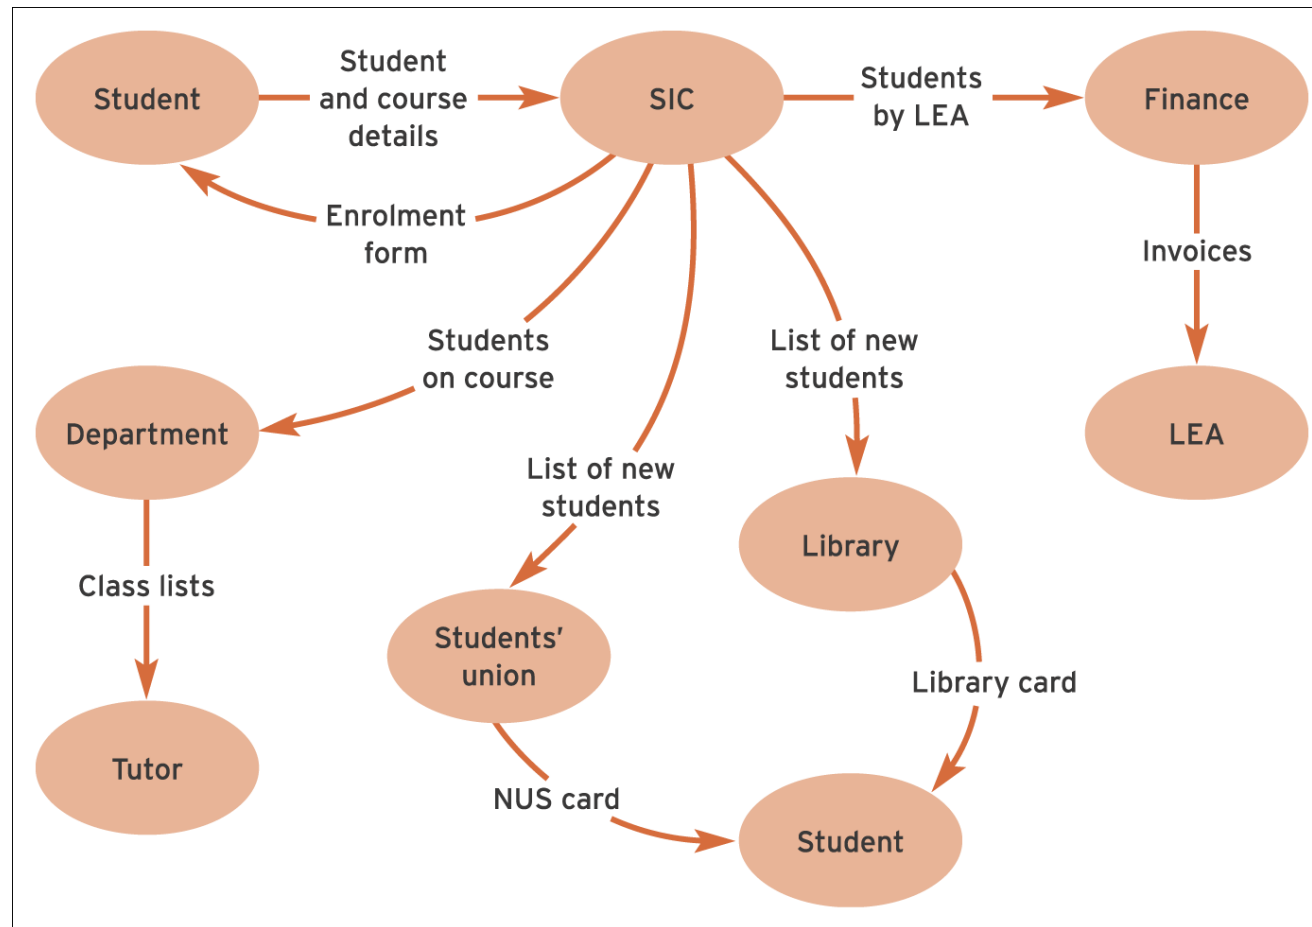 Student
Student
and course
details
SIC
Students
by LEA
Finance
Enrolment
form
Invoices
Students
on course
List of new
students
Department
LEA
List of new
students
Library
Class lists
Students’
union
Library card
Tutor
NUS card
Student